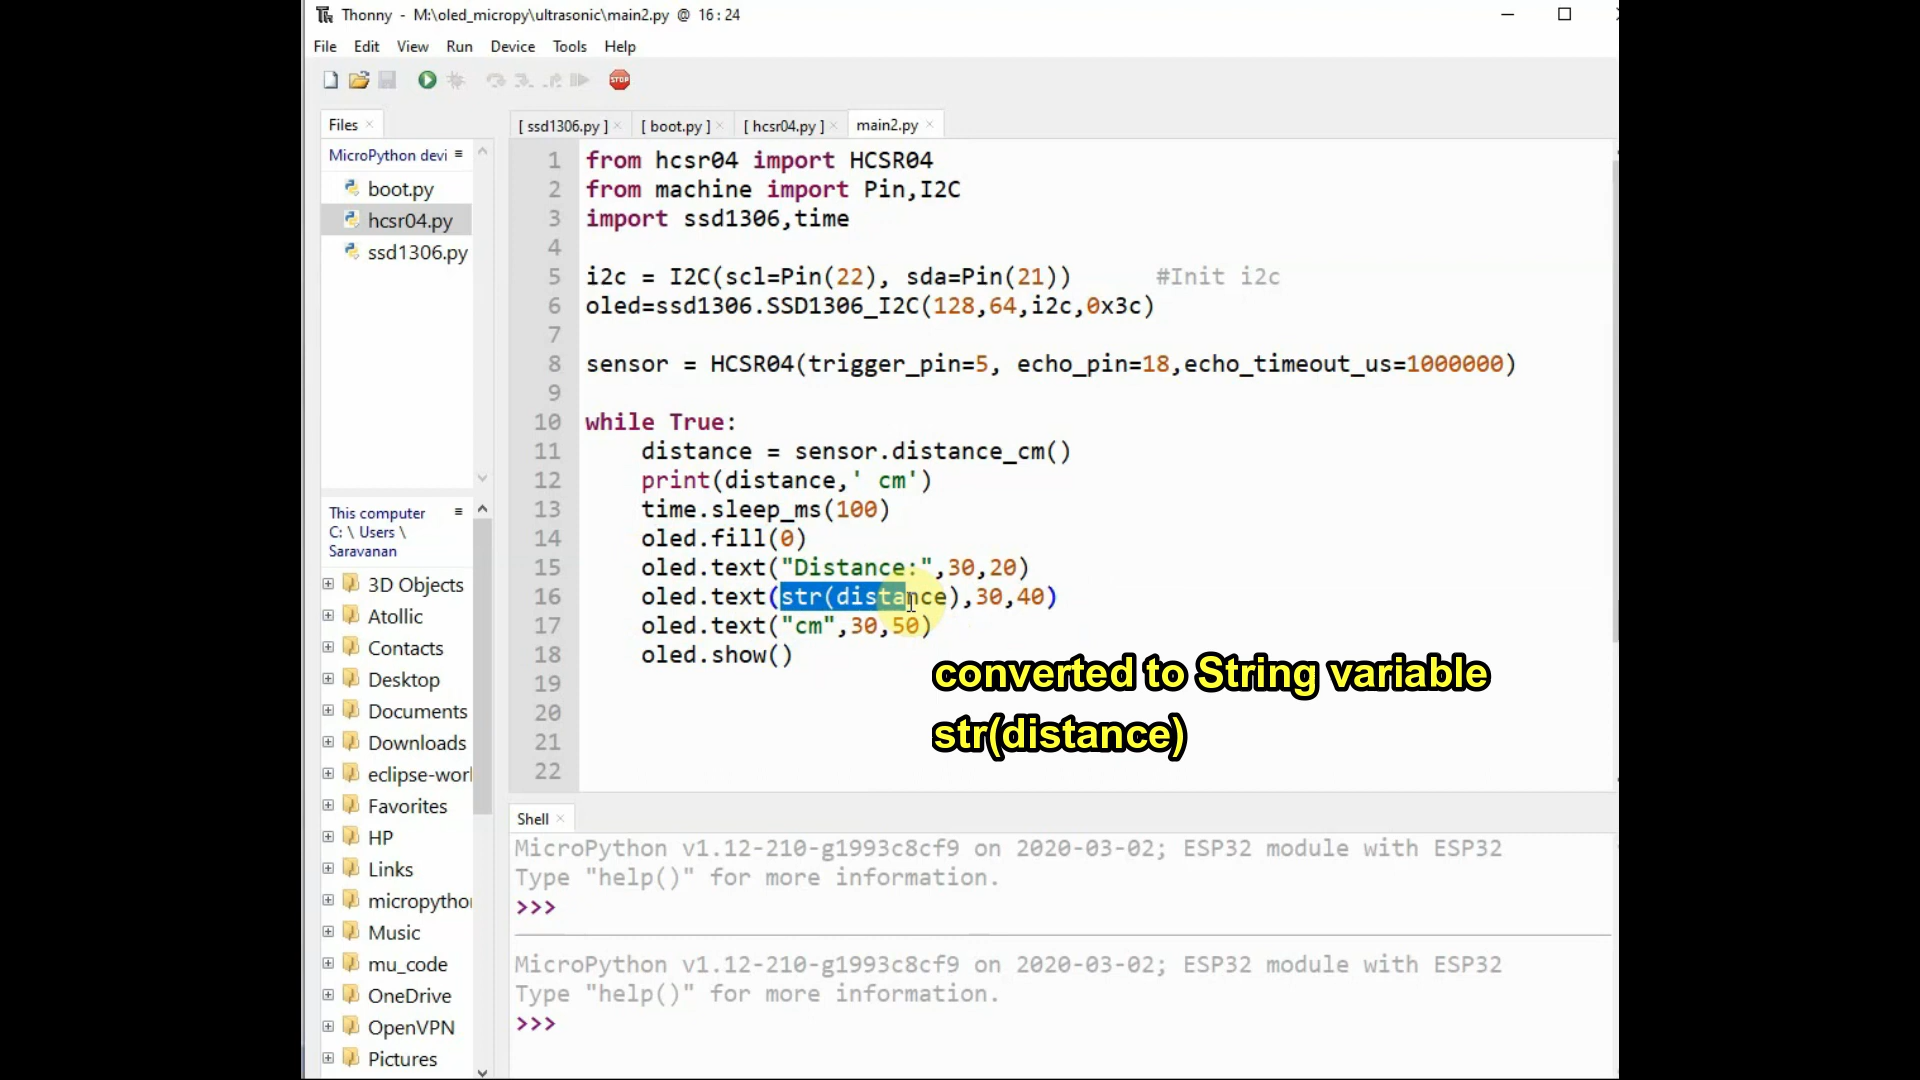 Thonny - M:\oled_micropy\ultrasonic\main2.py @ 16:24
File Edit View Run Device Tools Help
STOP
Files
[ ssd1306.py ] [ boot.py ] [ hcsr04.py ] main2.py
MicroPython devi
boot.py
hcsr04.py
ssd1306.py
This computer
C: \ Users \
Saravanan
3D Objects
Atollic
Contacts
Desktop
Documents
Downloads
eclipse-worl
Favorites
HP
Links
micropytho
Music
mu_code
OneDrive
OpenVPN
Pictures
1 from hcsr04 import HCSR04
2 from machine import Pin,I2C
3 import ssd1306,time
4
5 i2c = I2C(scl=Pin(22), sda=Pin(21)) #Init i2c
6 oled=ssd1306.SSD1306_I2C(128,64,i2c,0x3c)
7
8 sensor = HCSR04(trigger_pin=5, echo_pin=18,echo_timeout_us=1000000)
9
10 while True:
11 distance = sensor.distance_cm()
12 print(distance,' cm')
13 time.sleep_ms(100)
14 oled.fill(0)
15 oled.text("Distance:",30,20)
16 oled.text(str(distance),30,40)
17 oled.text("cm",30,50)
18 oled.show()
19
20
21
22
converted to String variable
str(distance)
Shell
MicroPython v1.12-210-g1993c8cf9 on 2020-03-02; ESP32 module with ESP32
Type "help()" for more information.
>>>
MicroPython v1.12-210-g1993c8cf9 on 2020-03-02; ESP32 module with ESP32
Type "help()" for more information.
>>>